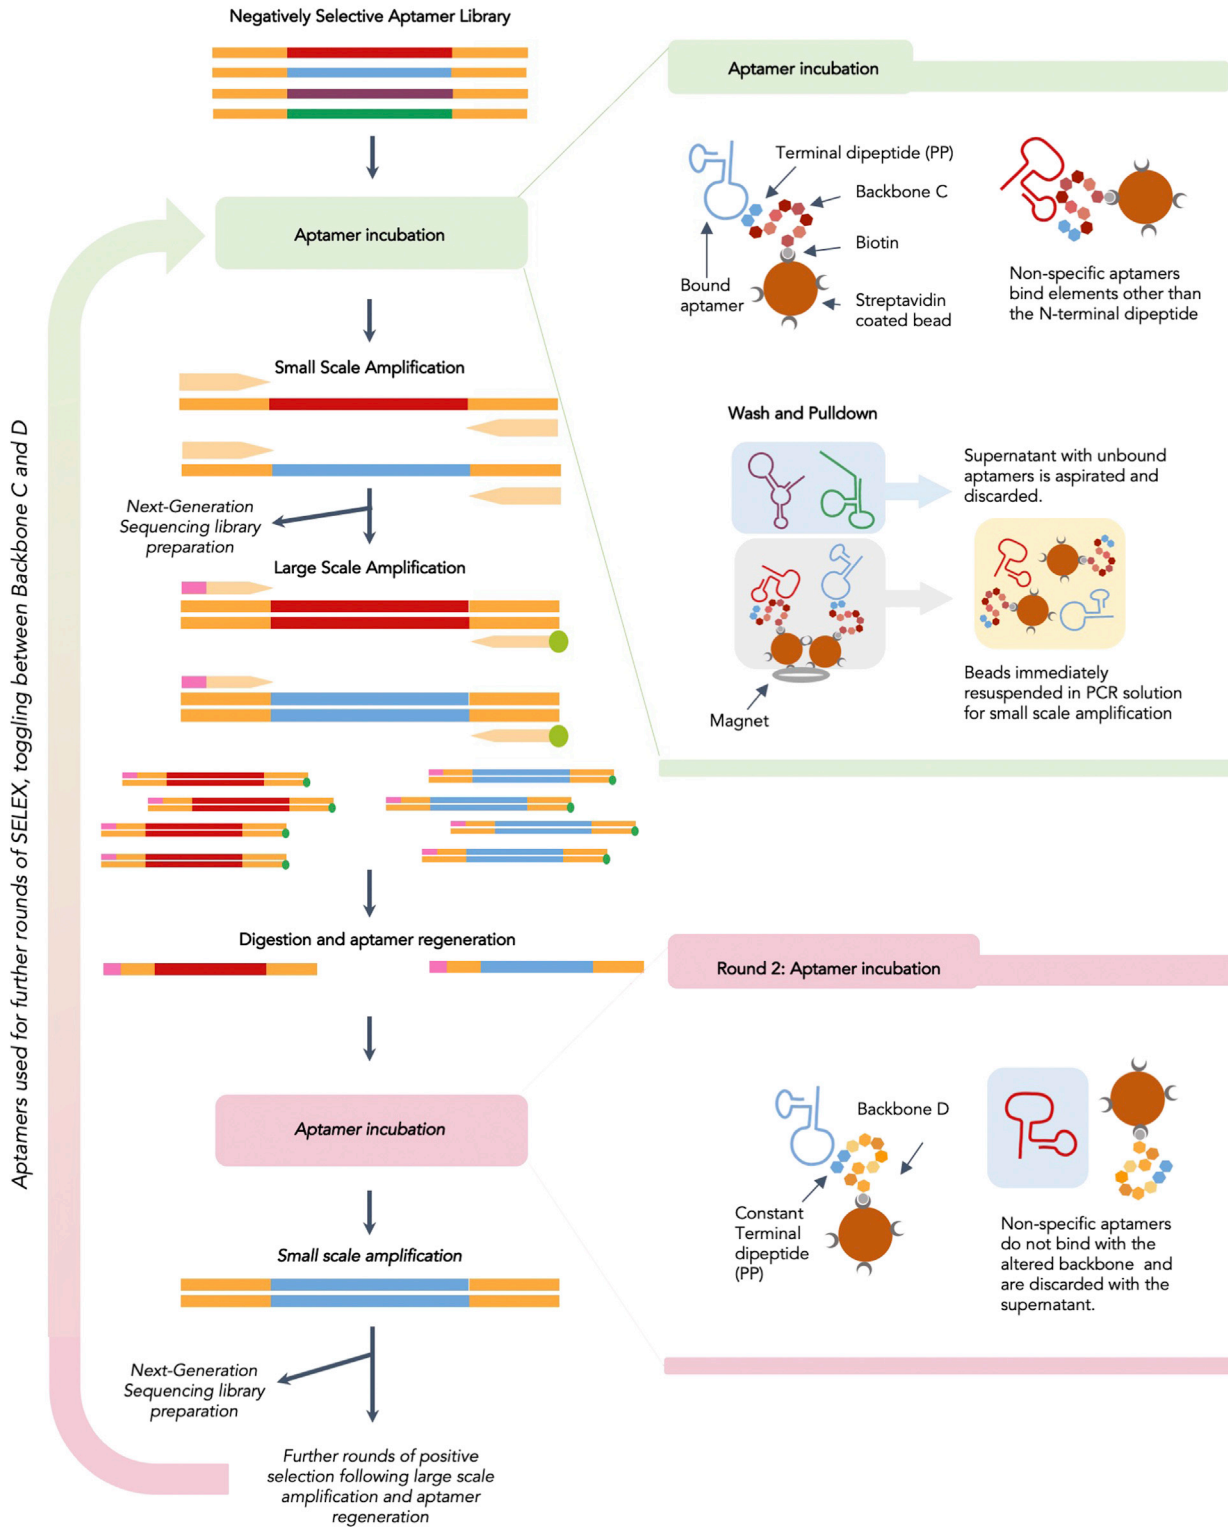 Negatively Selective Aptamer Library
Aptamer incubation
Small Scale Amplification
Next-Generation
Sequencing library
preparation
Large Scale Amplification
Digestion and aptamer regeneration
Aptamer incubation
Small scale amplification
Next-Generation
Sequencing library
preparation
Further rounds of positive
selection following large scale
amplification and aptamer
regeneration
Aptamers used for further rounds of SELEX, toggling between Backbone C and D
Aptamer incubation
Terminal dipeptide (PP)
Backbone C
Biotin
Bound
aptamer
Streptavidin
coated bead
Non-specific aptamers
bind elements other than
the N-terminal dipeptide
Wash and Pulldown
Supernatant with unbound
aptamers is aspirated and
discarded.
Magnet
Beads immediately
resuspended in PCR solution
for small scale amplification
Round 2: Aptamer incubation
Backbone D
Constant
Terminal
dipeptide
(PP)
Non-specific aptamers
do not bind with the
altered backbone and
are discarded with the
supernatant.